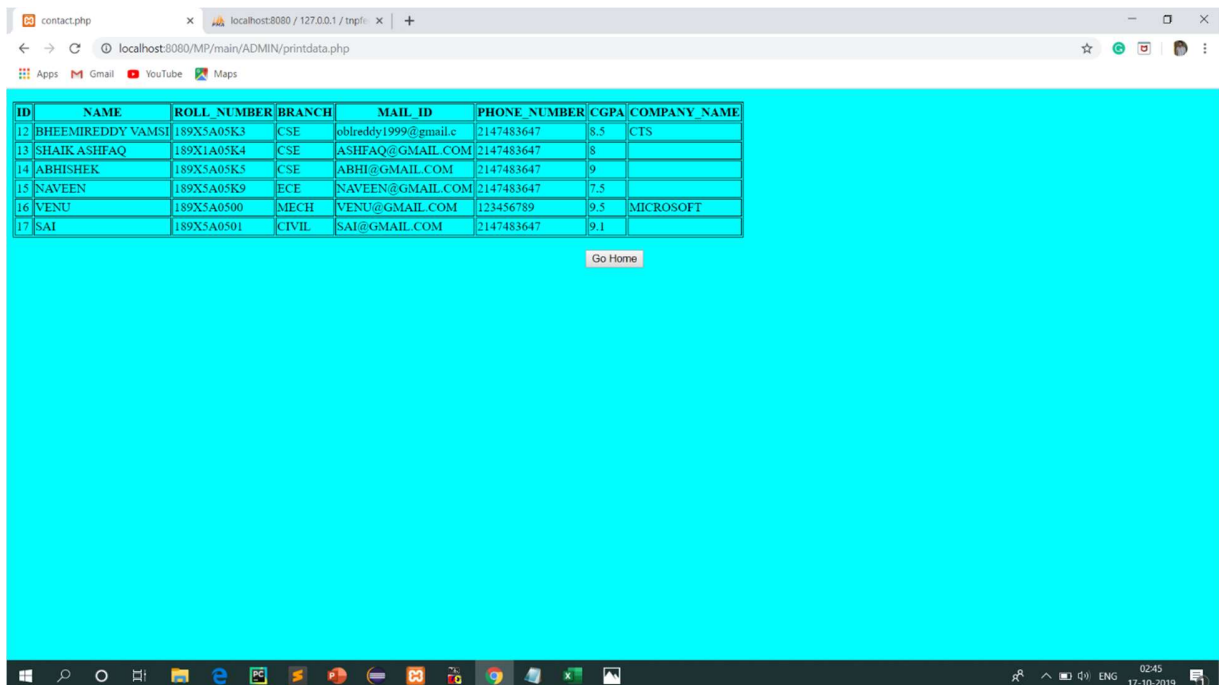 contact.php
localhost:8080 / 127.0.0.1 / tnpfe
localhost:8080/MP/main/ADMIN/printdata.php
Apps Gmail YouTube Maps
ID NAME ROLL_NUMBER BRANCH MAIL_ID PHONE_NUMBER CGPA COMPANY_NAME
12 BHEEMIREDDY VAMSI 189X5A05K3 CSE oblreddy1999@gmail.c 2147483647 8.5 CTS
13 SHAIK ASHFAQ 189X1A05K4 CSE ASHFAQ@GMAIL.COM 2147483647 8
14 ABHISHEK 189X5A05K5 CSE ABHI@GMAIL.COM 2147483647 9
15 NAVEEN 189X5A05K9 ECE NAVEEN@GMAIL.COM 2147483647 7.5
16 VENU 189X5A0500 MECH VENU@GMAIL.COM 123456789 9.5 MICROSOFT
17 SAI 189X5A0501 CIVIL SAI@GMAIL.COM 2147483647 9.1
Go Home
ENG
02:45
17-10-2019